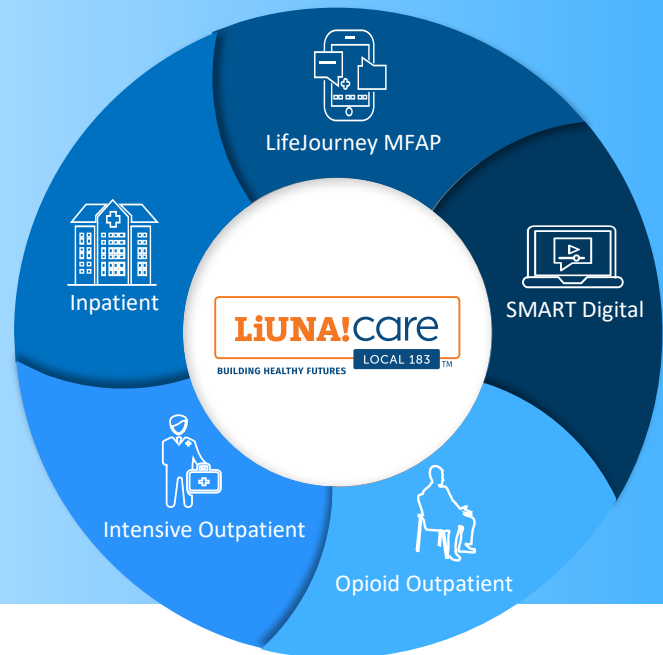 LifeJourney MFAP
Inpatient
SMART Digital
LiUNA!care
LOCAL 183
TM
BUILDING HEALTHY FUTURES
Intensive Outpatient
Opioid Outpatient